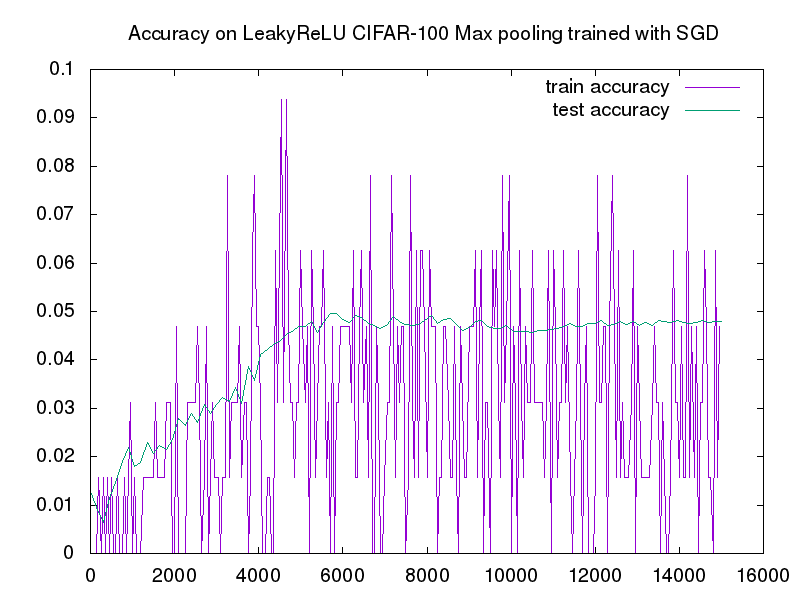 Accuracy on LeakyReLU CIFAR-100 Max pooling trained with SGD
0.1
0.09
0.08
0.07
0.06
0.05
0.04
0.03
0.02
0.01
0
train accuracy
test accuracy
0 2000 4000 6000 8000 10000 12000 14000 16000